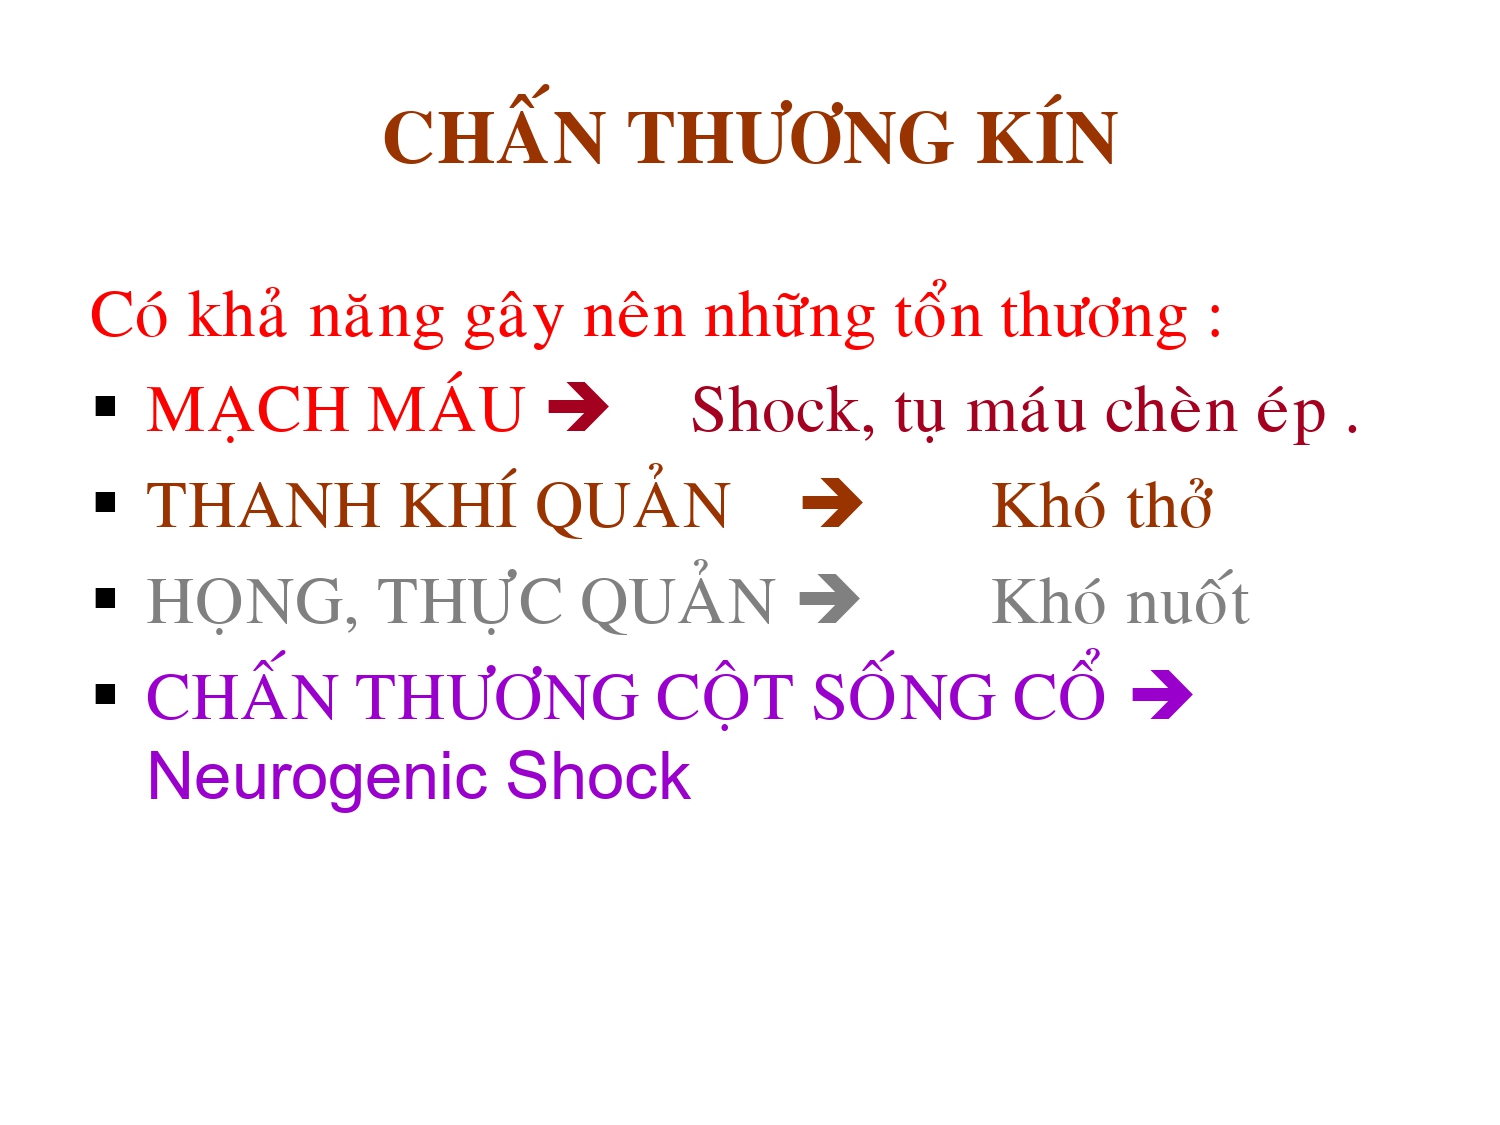 CHẤN THƯƠNG KÍN
Có khả năng gây nên những tổn thương :
▪ MẠCH MÁU ➔ Shock, tụ máu chèn ép .
▪ THANH KHÍ QUẢN ➔ Khó thở
▪ HỌNG, THỰC QUẢN ➔ Khó nuốt
▪ CHẤN THƯƠNG CỘT SỐNG CỔ ➔
Neurogenic Shock